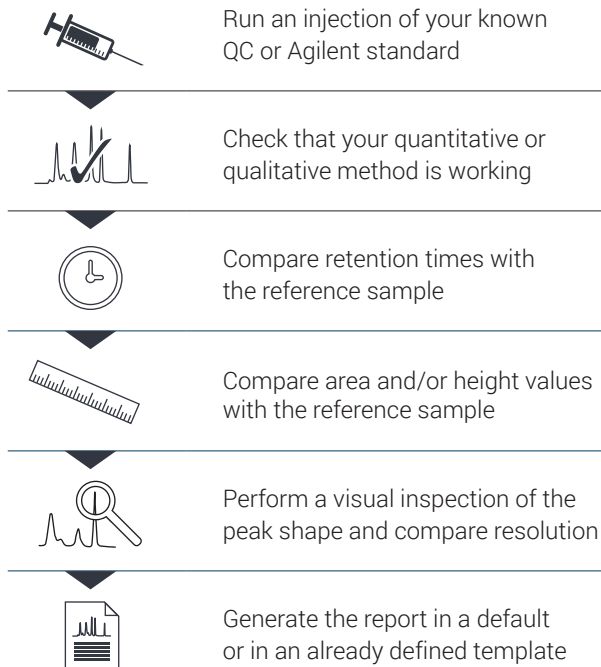 Run an injection of your known
QC or Agilent standard
Check that your quantitative or
qualitative method is working
Compare retention times with
the reference sample
Compare area and/or height values
with the reference sample
Perform a visual inspection of the
peak shape and compare resolution
Generate the report in a default
or in an already defined template